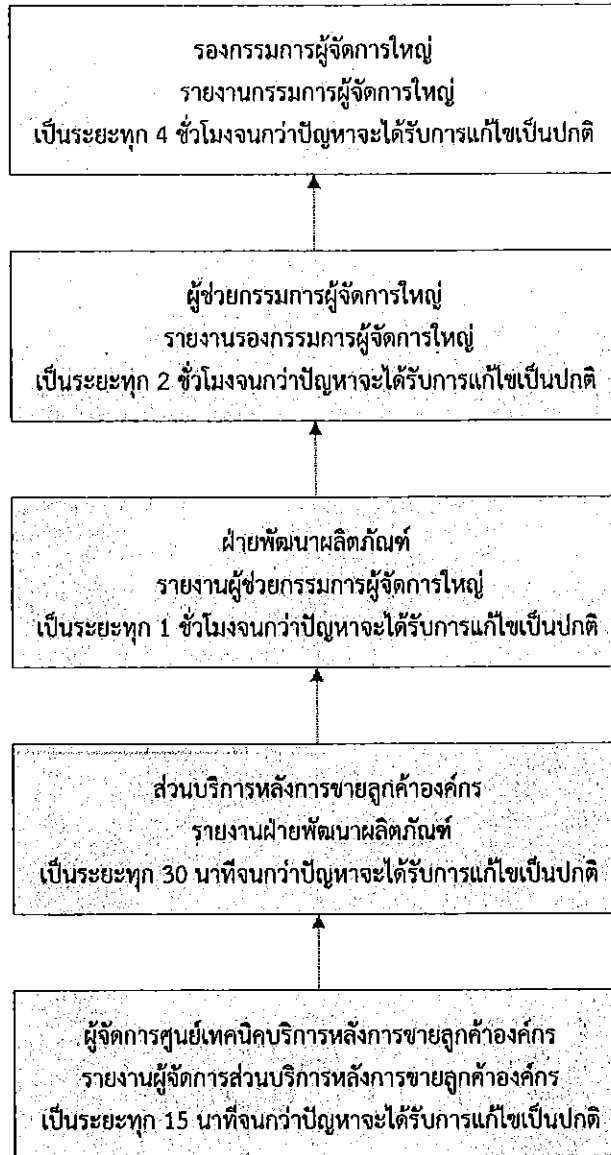 รองกรรมการผู้จัดการใหญ่
รายงานกรรมการผู้จัดการใหญ่
เป็นระยะทุก 4 ชั่วโมงจนกว่าปัญหาจะได้รับการแก้ไขเป็นปกติ
ผู้ช่วยกรรมการผู้จัดการใหญ่
รายงานรองกรรมการผู้จัดการใหญ่
เป็นระยะทุก 2 ชั่วโมงจนกว่าปัญหาจะได้รับการแก้ไขเป็นปกติ
ฝ่ายพัฒนาผลิตภัณฑ์
รายงานผู้ช่วยกรรมการผู้จัดการใหญ่
เป็นระยะทุก 1 ชั่วโมงจนกว่าปัญหาจะได้รับการแก้ไขเป็นปกติ
ส่วนบริการหลังการขายลูกค้าองค์กร
รายงานฝ่ายพัฒนาผลิตภัณฑ์
เป็นระยะทุก 30 นาทีจนกว่าปัญหาจะได้รับการแก้ไขเป็นปกติ
ผู้จัดการศูนย์เทคนิคบริการหลังการขายลูกค้าองค์กร
รายงานผู้จัดการส่วนบริการหลังการขายลูกค้าองค์กร
เป็นระยะทุก 15 นาทีจนกว่าปัญหาจะได้รับการแก้ไขเป็นปกติ